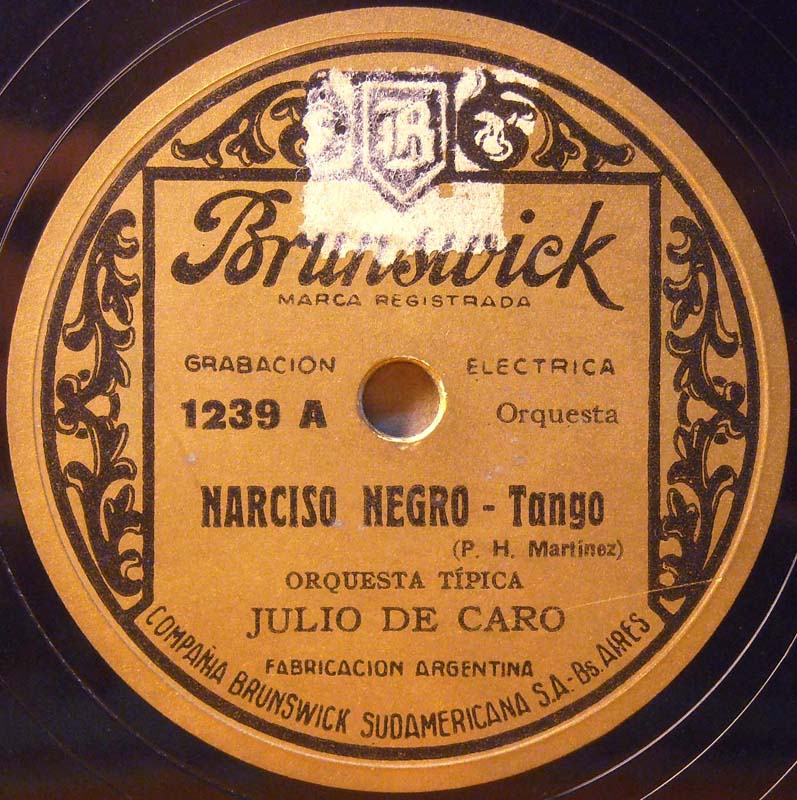 B
Brunswick
MARCA REGISTRADA
GRABACION ELECTRICA
1239 A Orquesta
NARCISO NEGRO - Tango
(P. H. Martínez)
ORQUESTA TÍPICA
JULIO DE CARO
FABRICACION ARGENTINA
COMPAÑIA BRUNSWICK SUDAMERICANA S.A - Bs. AIRES